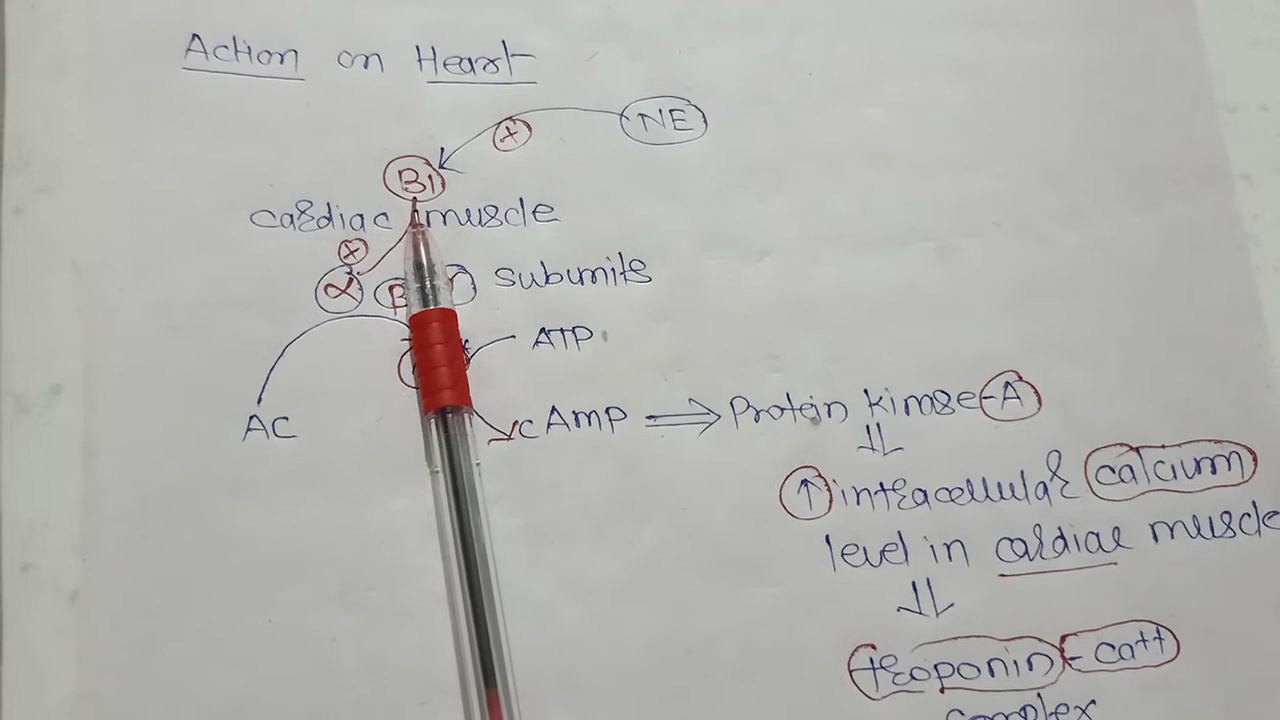 Action on Heart
NE
+
B1
cardiac muscle
+
α B γ subunits
ATP
AC
cAmp ⇒ Protein kinase-A
⇓
↑ intracellular calcium
level in cardiac muscle
⇓
troponin - ca++
complex